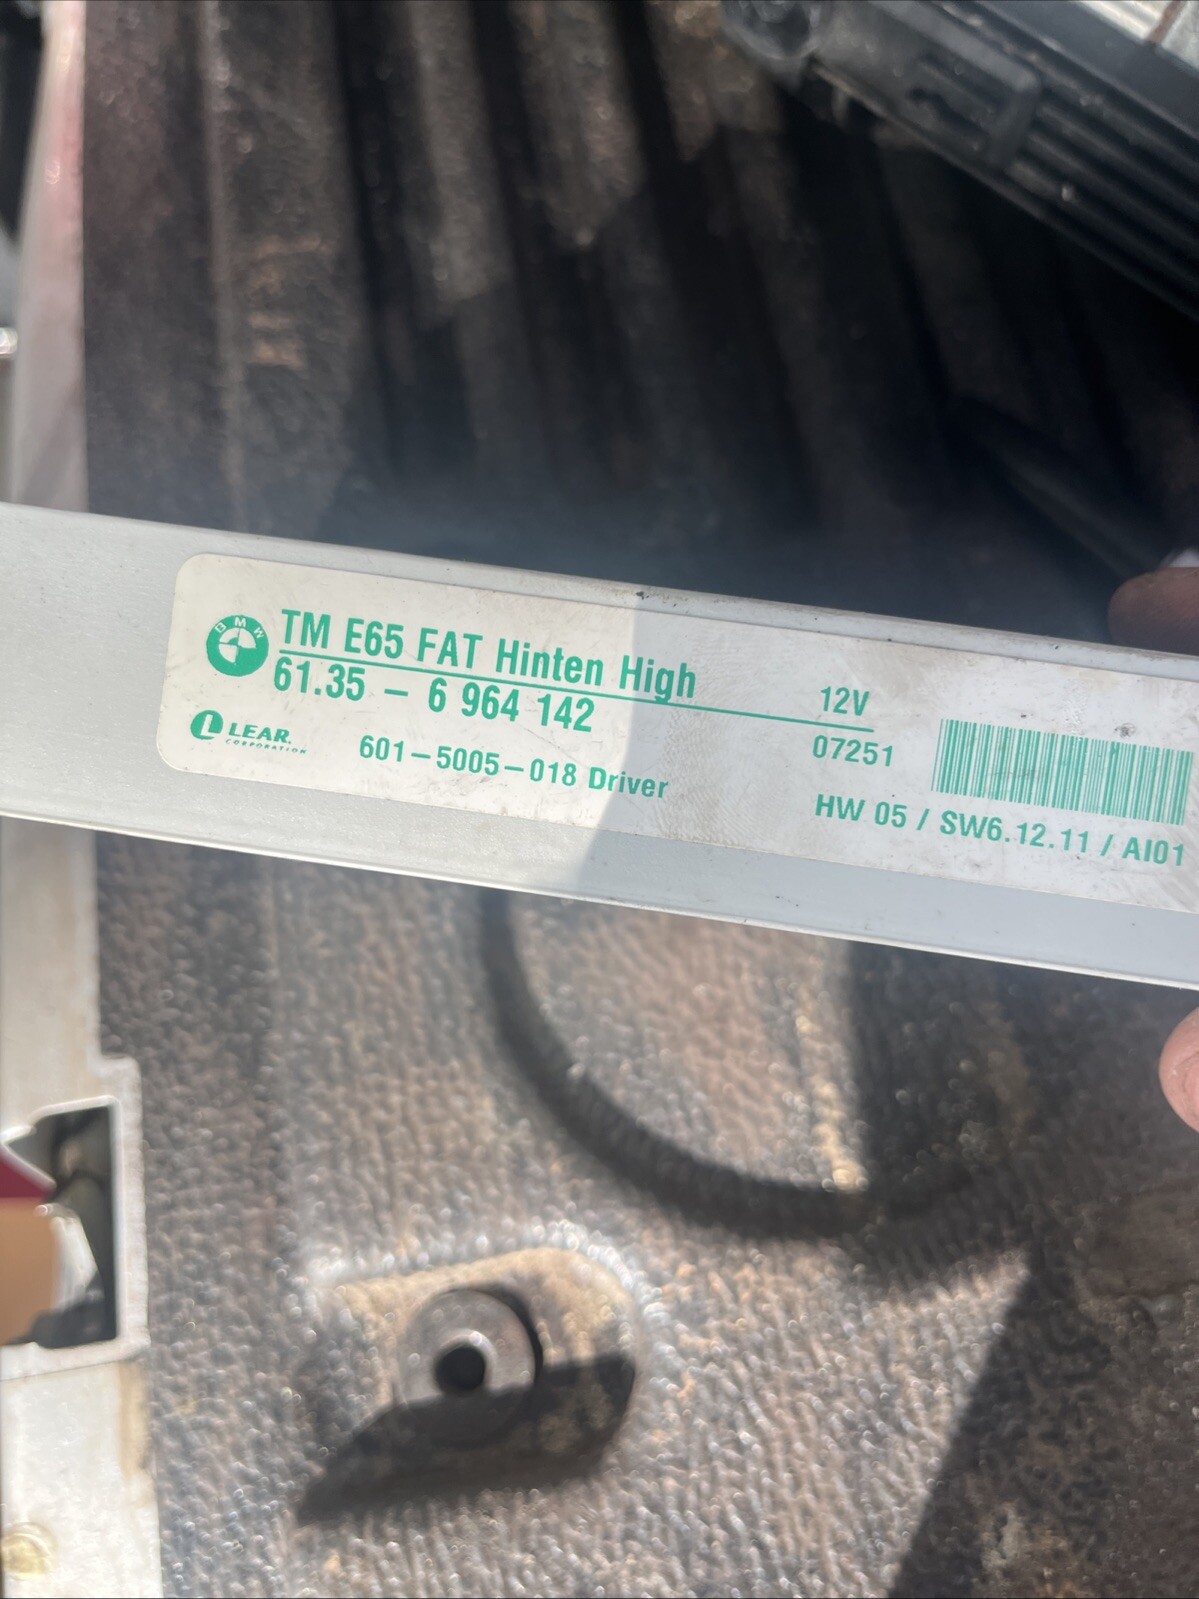 BMW
TM E65 FAT Hinten High
61.35 - 6 964 142
12V
LEAR.
CORPORATION
601-5005-018 Driver
07251
HW 05 / SW6.12.11 / AI01